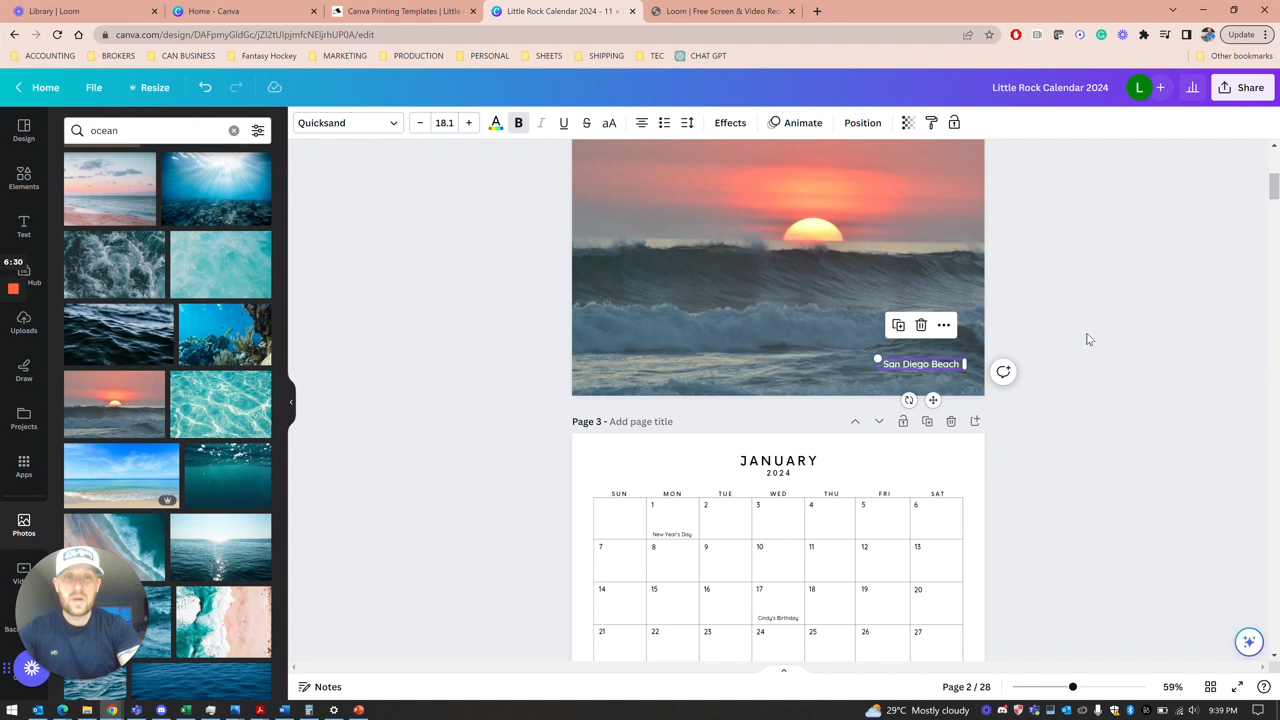 Library | Loom
Home - Canva
Canva Printing Templates | Little
Little Rock Calendar 2024 - 11 ×
Loom | Free Screen & Video Rec
canva.com/design/DAFpmyGldGc/jZI2tUlpjmfcNEljrhUP0A/edit
Update
ACCOUNTING
BROKERS
CAN BUSINESS
Fantasy Hockey
MARKETING
PRODUCTION
PERSONAL
SHEETS
SHIPPING
TEC
CHAT GPT
Other bookmarks
Home
File
Resize
Little Rock Calendar 2024
L
Share
Design
Elements
Text
6:30
Hub
Uploads
Draw
Projects
Apps
Photos
ocean
Quicksand
18.1
B
I
U
S
aA
Effects
Animate
Position
San Diego Beach
Page 3 - Add page title
JANUARY
2024
SUN MON TUE WED THU FRI SAT
1 2 3 4 5 6
New Year's Day
7 8 9 10 11 12 13
14 15 16 17 18 19 20
Cindy's Birthday
21 22 23 24 25 26 27
Notes
Page 2 / 28
59%
29°C Mostly cloudy
9:39 PM